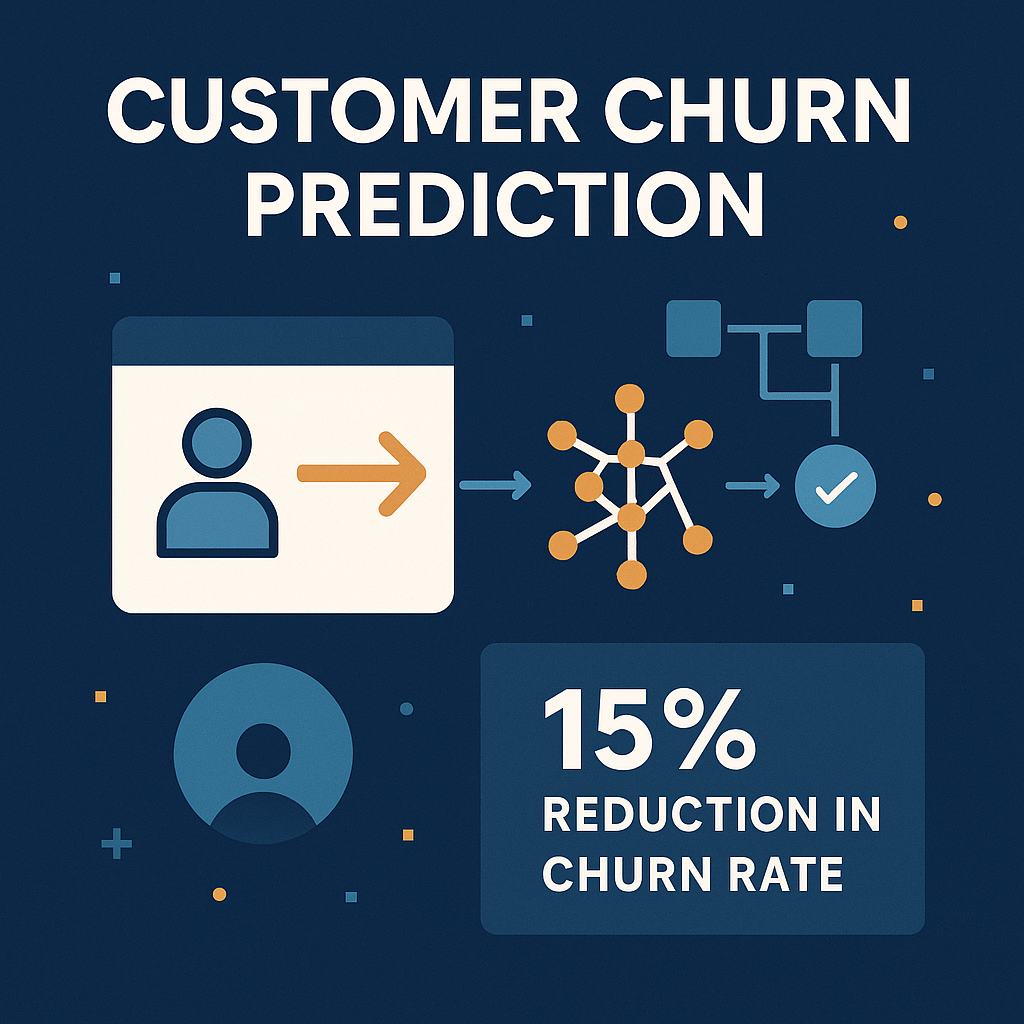 CUSTOMER CHURN
PREDICTION
15%
REDUCTION IN
CHURN RATE